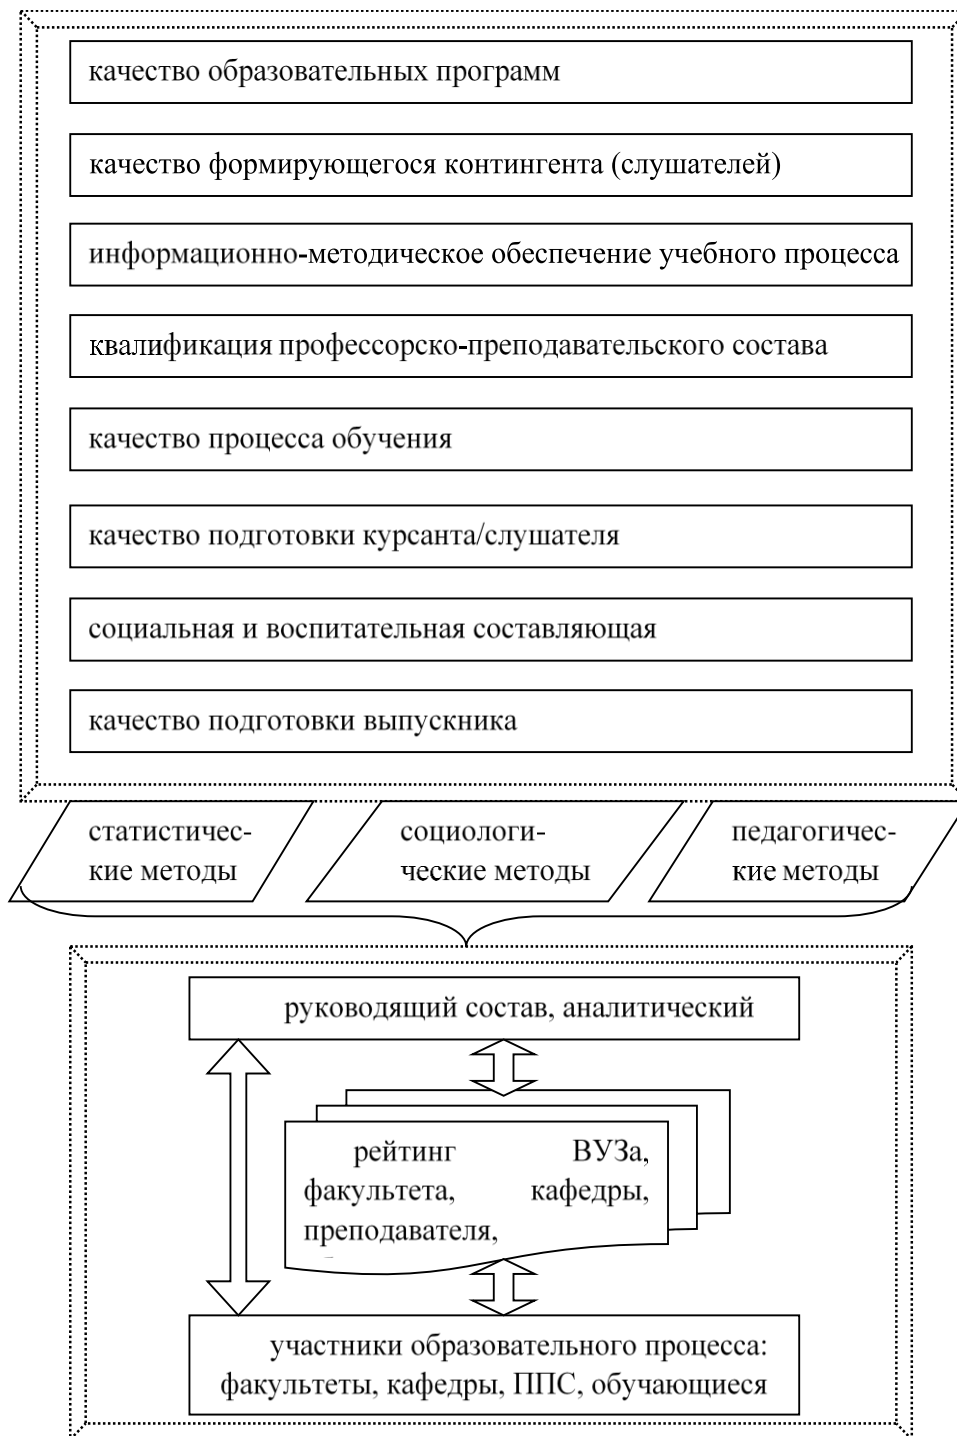 качество образовательных программ
качество формирующегося контингента (слушателей)
информационно-методическое обеспечение учебного процесса
квалификация профессорско-преподавательского состава
качество процесса обучения
качество подготовки курсанта/слушателя
социальная и воспитательная составляющая
качество подготовки выпускника
статистичес-
кие методы
социологи-
ческие методы
педагогичес-
кие методы
руководящий состав, аналитический
рейтинг ВУЗа,
факультета, кафедры,
преподавателя,
участники образовательного процесса:
факультеты, кафедры, ППС, обучающиеся